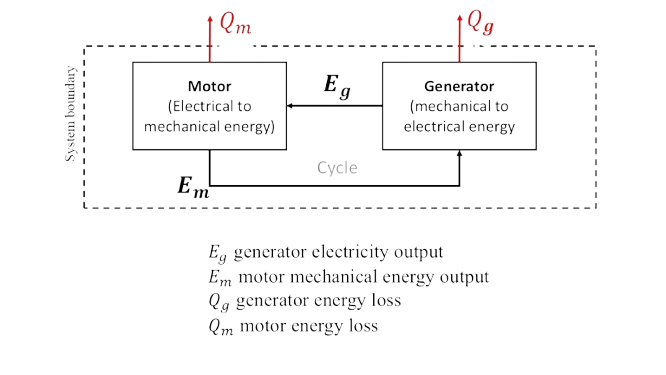 Q_m
Q_g
System boundary
Motor
(Electrical to
mechanical energy)
E_g
Generator
(mechanical to
electrical energy
Cycle
E_m
E_g generator electricity output
E_m motor mechanical energy output
Q_g generator energy loss
Q_m motor energy loss